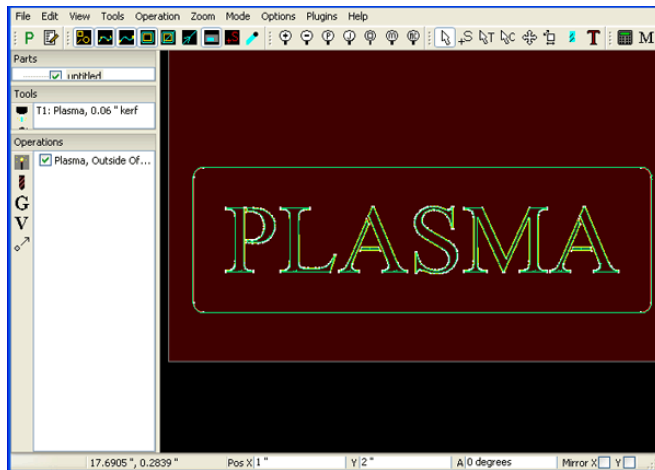 File Edit View Tools Operation Zoom Mode Options Plugins Help
P +S T C T M
Parts
untitled
Tools
T1: Plasma, 0.06 " kerf
Operations
Plasma, Outside Of...
G
V
PLASMA
17.6905 ", 0.2839 " Pos X 1 " Y 2 " A 0 degrees Mirror X Y